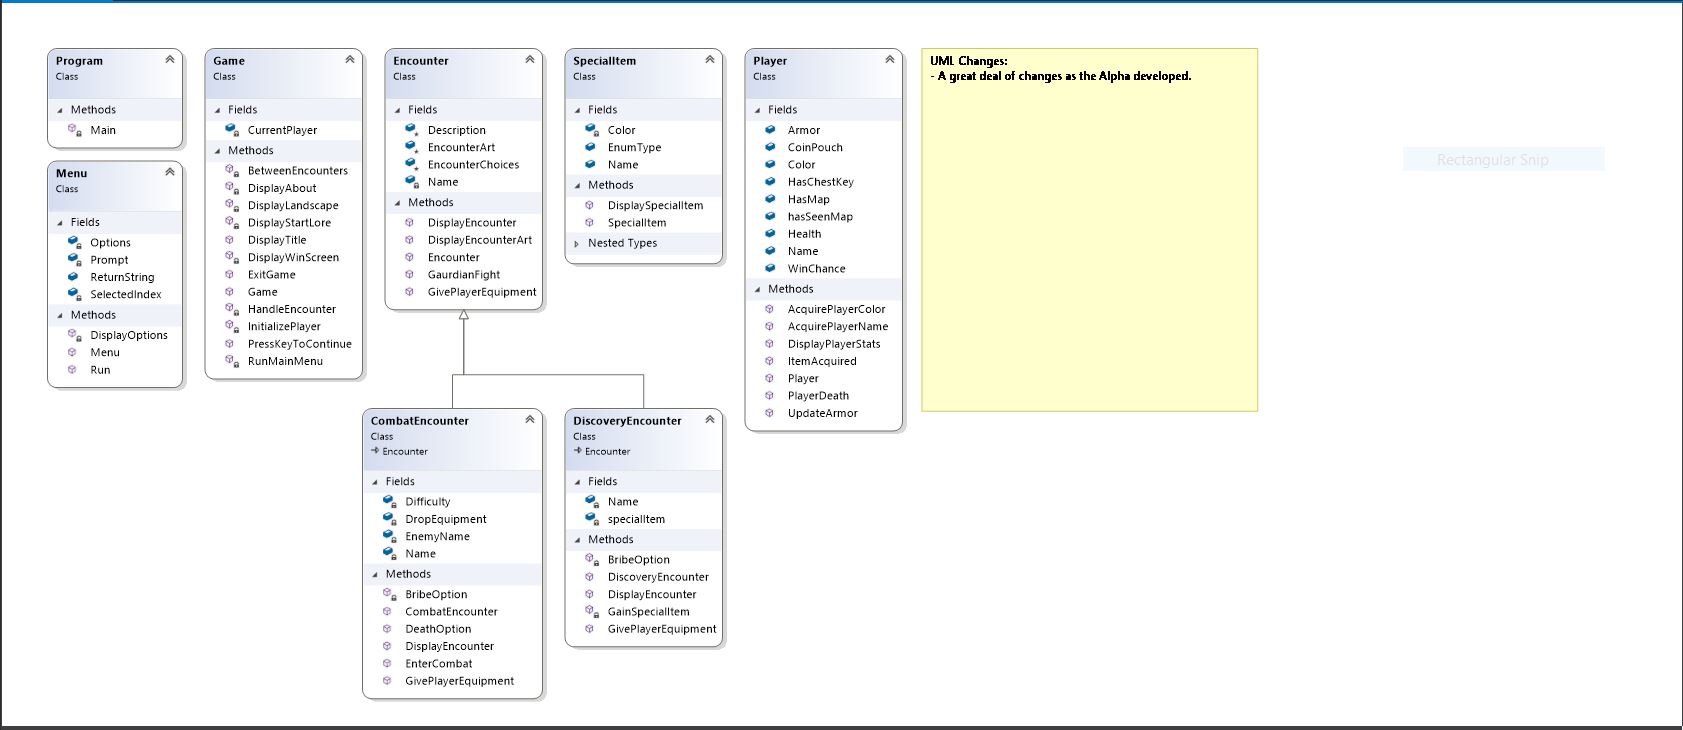 Program
Class
Methods
Main
Menu
Class
Fields
Options
Prompt
ReturnString
SelectedIndex
Methods
DisplayOptions
Menu
Run
Game
Class
Fields
CurrentPlayer
Methods
BetweenEncounters
DisplayAbout
DisplayLandscape
DisplayStartLore
DisplayTitle
DisplayWinScreen
ExitGame
Game
HandleEncounter
InitializePlayer
PressKeyToContinue
RunMainMenu
Encounter
Class
Fields
Description
EncounterArt
EncounterChoices
Name
Methods
DisplayEncounter
DisplayEncounterArt
Encounter
GaurdianFight
GivePlayerEquipment
SpecialItem
Class
Fields
Color
EnumType
Name
Methods
DisplaySpecialItem
SpecialItem
Nested Types
Player
Class
Fields
Armor
CoinPouch
Color
HasChestKey
HasMap
hasSeenMap
Health
Name
WinChance
Methods
AcquirePlayerColor
AcquirePlayerName
DisplayPlayerStats
ItemAcquired
Player
PlayerDeath
UpdateArmor
UML Changes:
- A great deal of changes as the Alpha developed.
Rectangular Snip
CombatEncounter
Class
Encounter
Fields
Difficulty
DropEquipment
EnemyName
Name
Methods
BribeOption
CombatEncounter
DeathOption
DisplayEncounter
EnterCombat
GivePlayerEquipment
DiscoveryEncounter
Class
Encounter
Fields
Name
specialItem
Methods
BribeOption
DiscoveryEncounter
DisplayEncounter
GainSpecialItem
GivePlayerEquipment